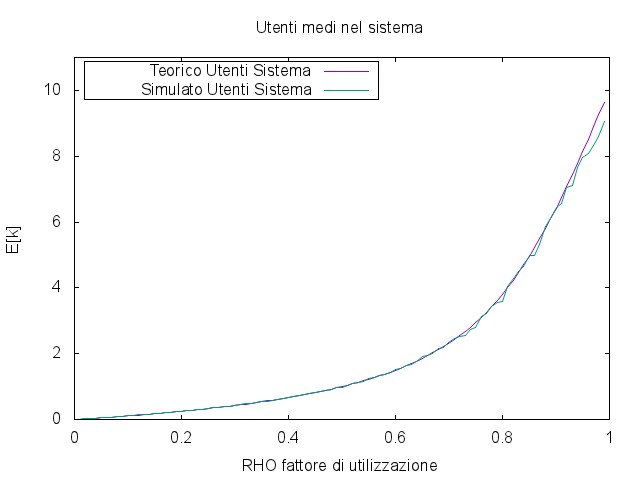 Utenti medi nel sistema
Teorico Utenti Sistema
Simulato Utenti Sistema
10
8
6
4
2
0
E[k]
0 0.2 0.4 0.6 0.8 1
RHO fattore di utilizzazione